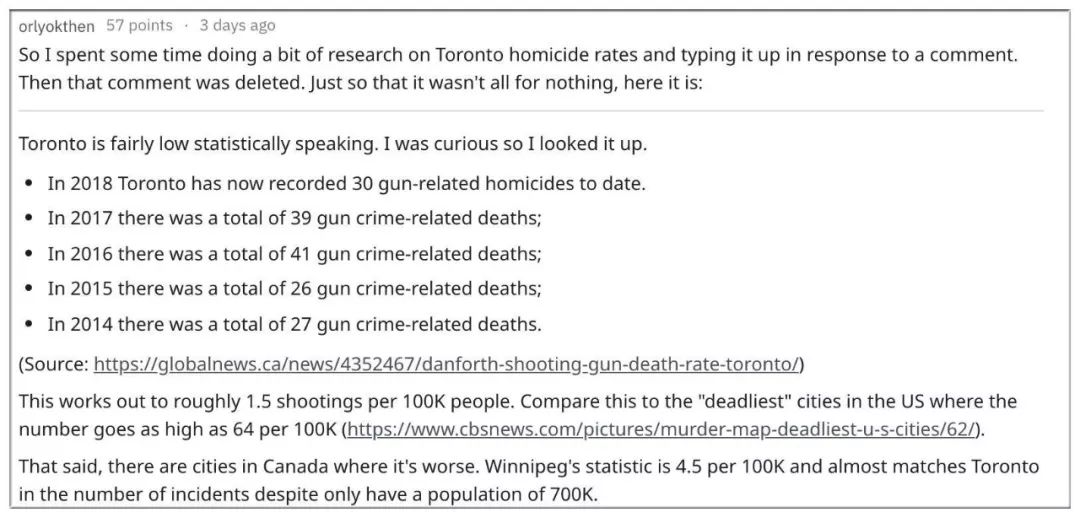 orlyokthen 57 points · 3 days ago
So I spent some time doing a bit of research on Toronto homicide rates and typing it up in response to a comment.
Then that comment was deleted. Just so that it wasn't all for nothing, here it is:
Toronto is fairly low statistically speaking. I was curious so I looked it up.
• In 2018 Toronto has now recorded 30 gun-related homicides to date.
• In 2017 there was a total of 39 gun crime-related deaths;
• In 2016 there was a total of 41 gun crime-related deaths;
• In 2015 there was a total of 26 gun crime-related deaths;
• In 2014 there was a total of 27 gun crime-related deaths.
(Source: https://globalnews.ca/news/4352467/danforth-shooting-gun-death-rate-toronto/)
This works out to roughly 1.5 shootings per 100K people. Compare this to the "deadliest" cities in the US where the
number goes as high as 64 per 100K (https://www.cbsnews.com/pictures/murder-map-deadliest-u-s-cities/62/).
That said, there are cities in Canada where it's worse. Winnipeg's statistic is 4.5 per 100K and almost matches Toronto
in the number of incidents despite only have a population of 700K.